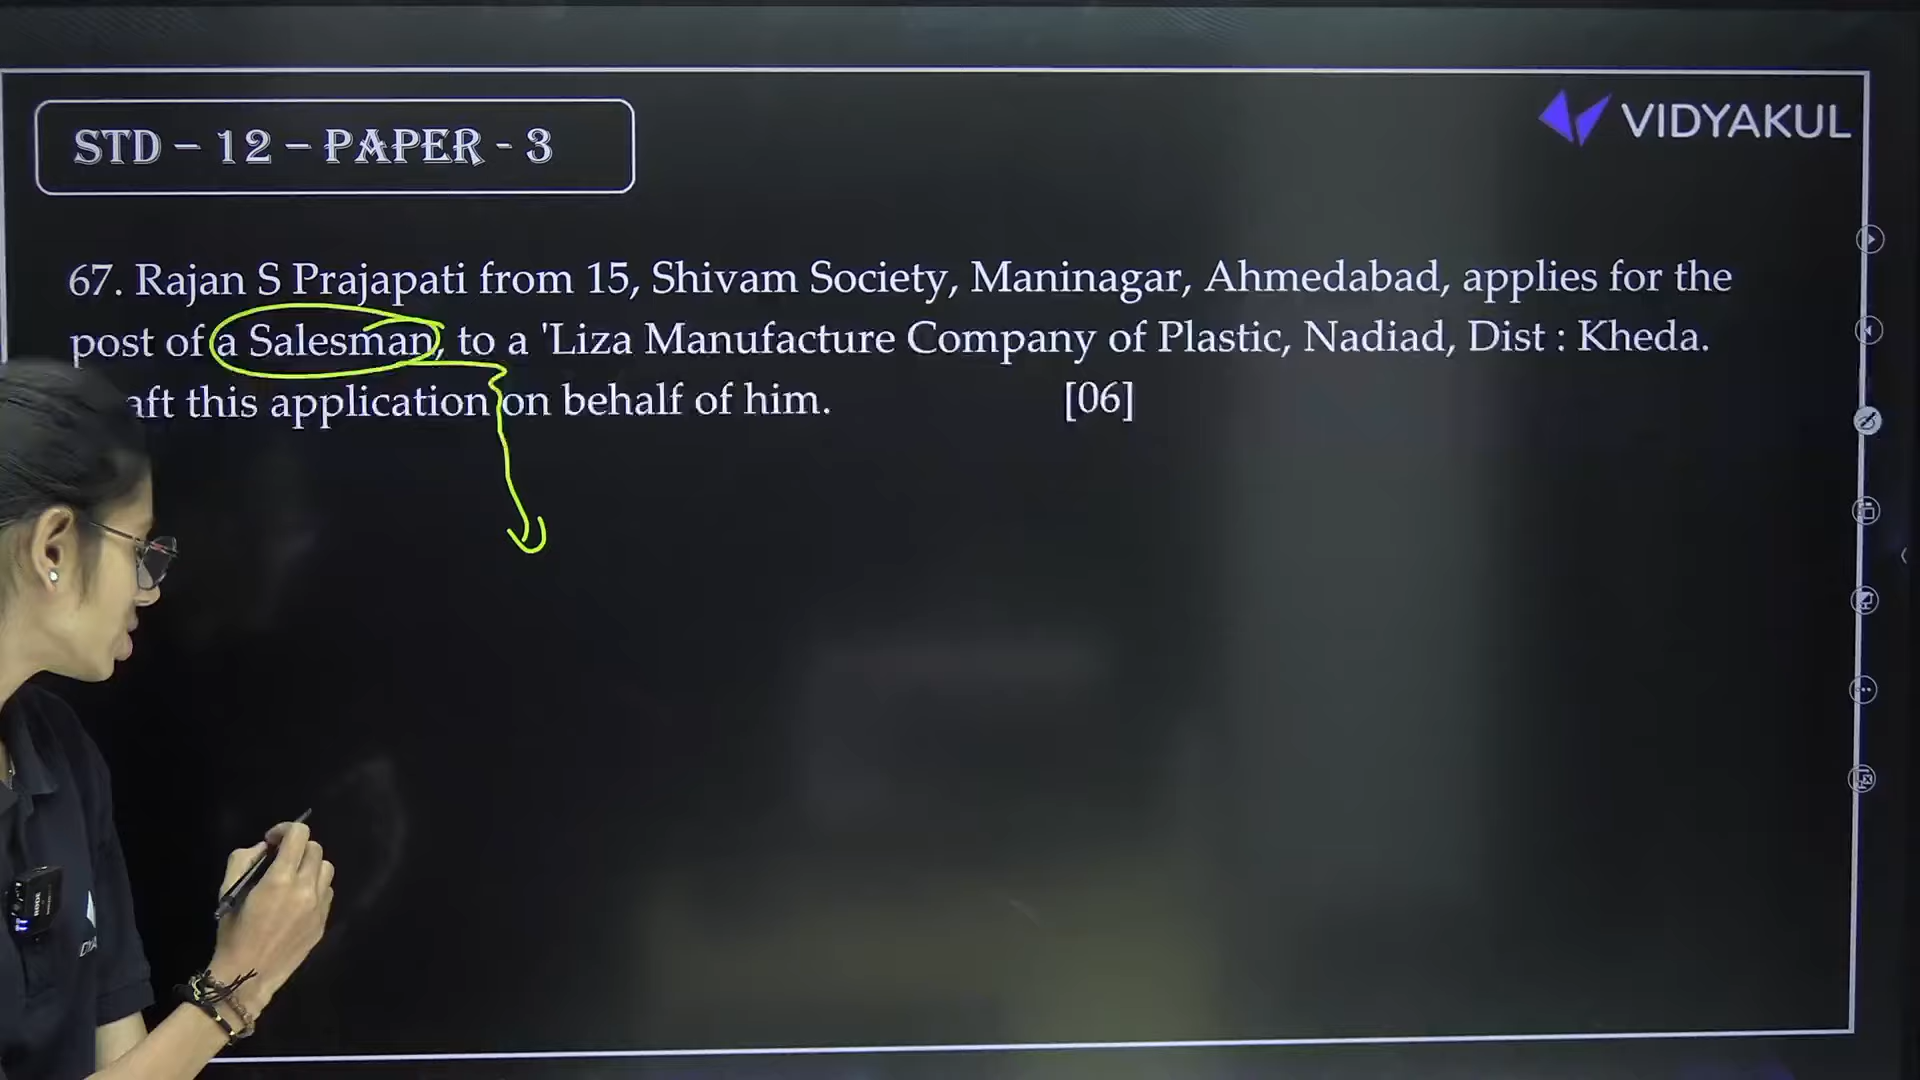 STD – 12 – PAPER - 3
VIDYAKUL
67. Rajan S Prajapati from 15, Shivam Society, Maninagar, Ahmedabad, applies for the
post of a Salesman, to a 'Liza Manufacture Company of Plastic, Nadiad, Dist : Kheda.
aft this application on behalf of him. [06]